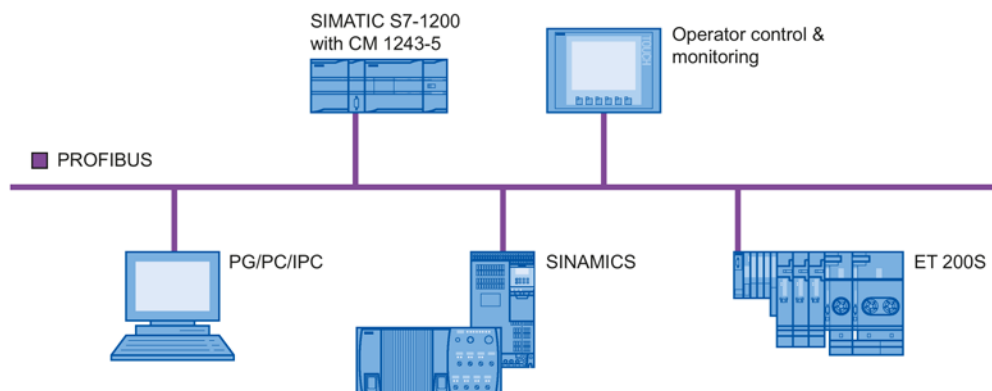 SIMATIC S7-1200
with CM 1243-5
Operator control &
monitoring
PROFIBUS
PG/PC/IPC
SINAMICS
ET 200S